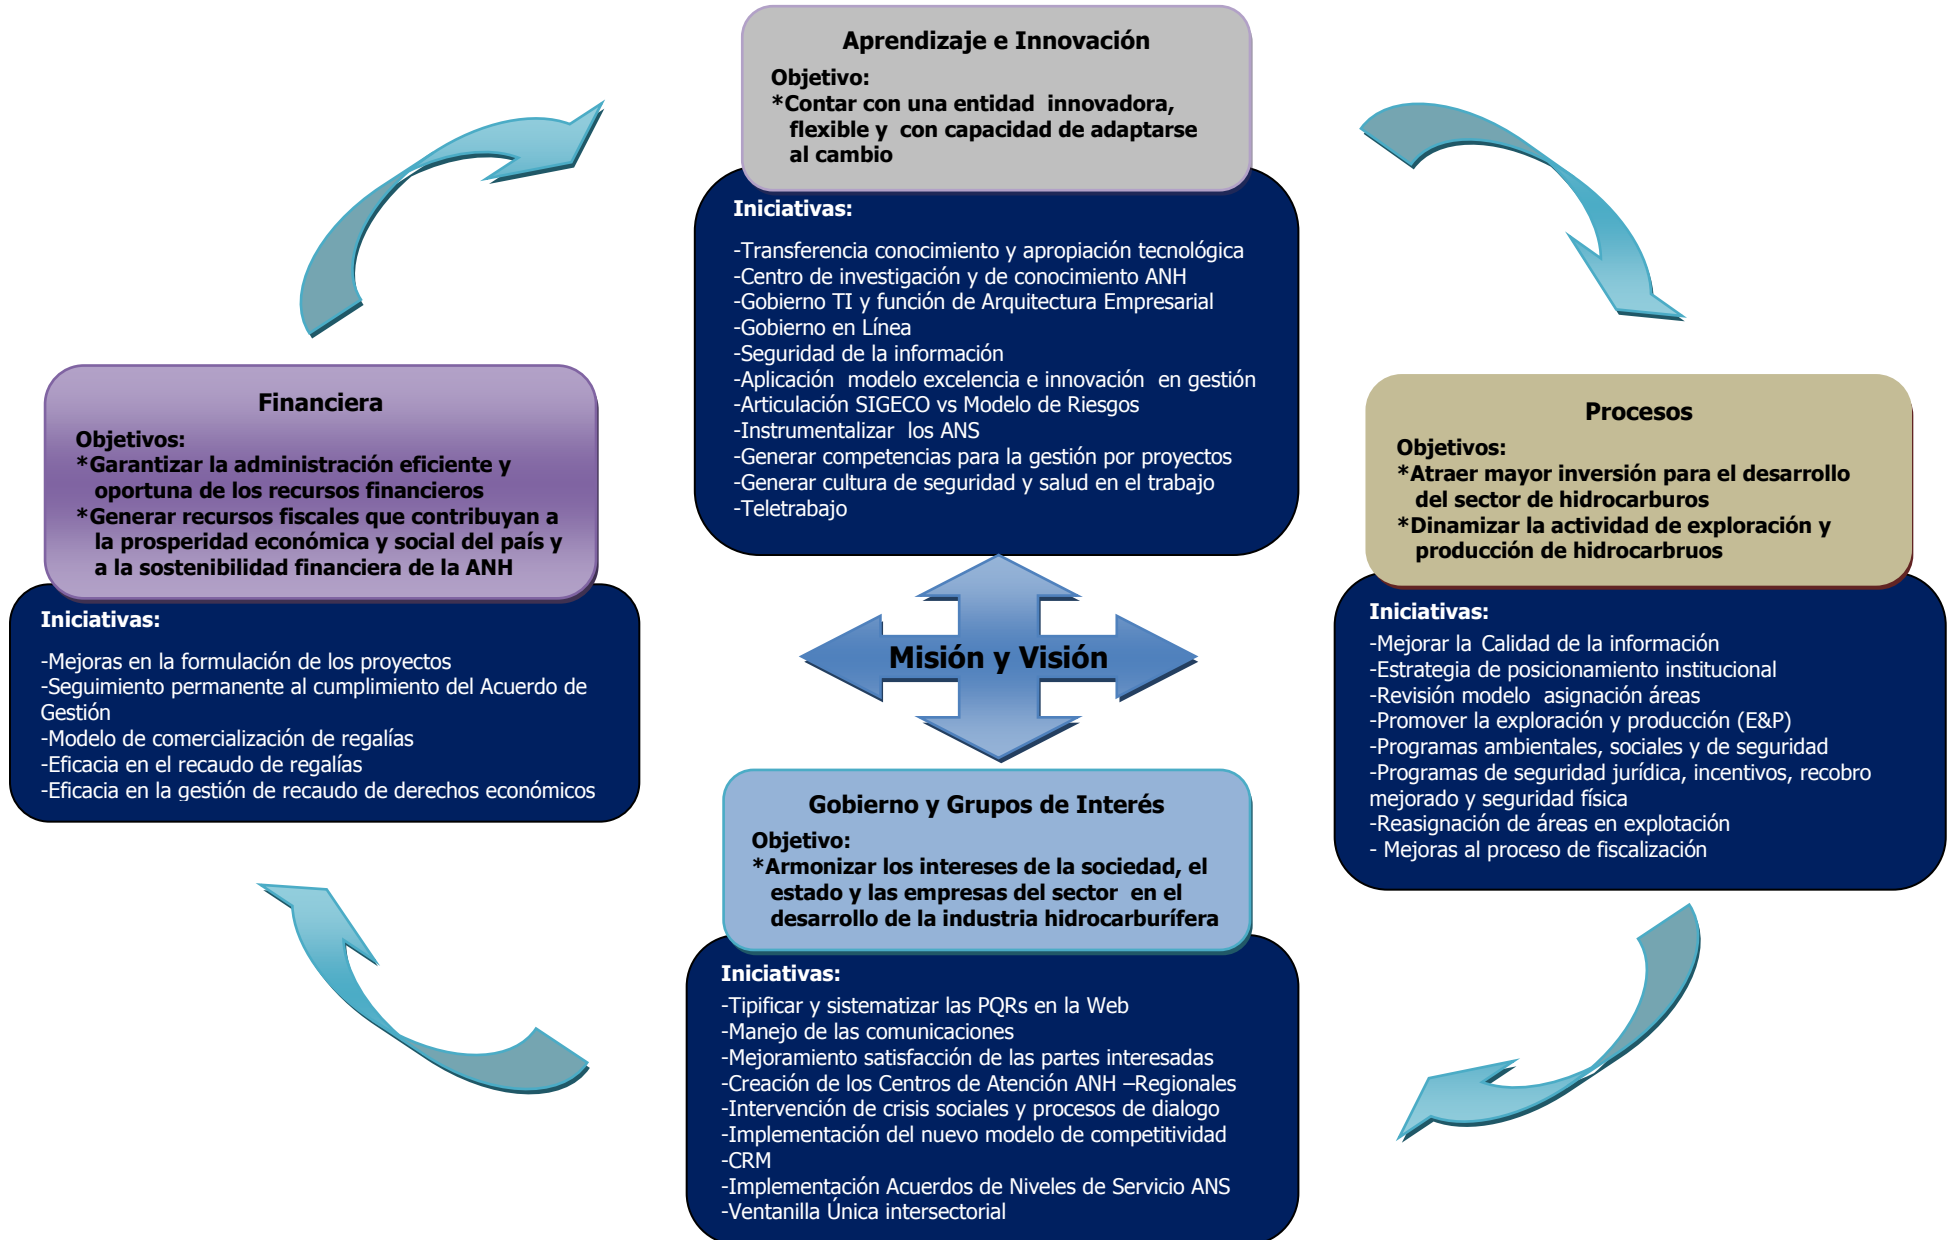 Aprendizaje e Innovación
Objetivo:
*Contar con una entidad innovadora,
flexible y con capacidad de adaptarse
al cambio
Iniciativas:
-Transferencia conocimiento y apropiación tecnológica
-Centro de investigación y de conocimiento ANH
-Gobierno TI y función de Arquitectura Empresarial
-Gobierno en Línea
-Seguridad de la información
-Aplicación modelo excelencia e innovación en gestión
-Articulación SIGECO vs Modelo de Riesgos
-Instrumentalizar los ANS
-Generar competencias para la gestión por proyectos
-Generar cultura de seguridad y salud en el trabajo
-Teletrabajo
Financiera
Objetivos:
*Garantizar la administración eficiente y
oportuna de los recursos financieros
*Generar recursos fiscales que contribuyan a
la prosperidad económica y social del país y
a la sostenibilidad financiera de la ANH
Iniciativas:
-Mejoras en la formulación de los proyectos
-Seguimiento permanente al cumplimiento del Acuerdo de
Gestión
-Modelo de comercialización de regalías
-Eficacia en el recaudo de regalías
-Eficacia en la gestión de recaudo de derechos económicos
Misión y Visión
Procesos
Objetivos:
*Atraer mayor inversión para el desarrollo
del sector de hidrocarburos
*Dinamizar la actividad de exploración y
producción de hidrocarbruos
Iniciativas:
-Mejorar la Calidad de la información
-Estrategia de posicionamiento institucional
-Revisión modelo asignación áreas
-Promover la exploración y producción (E&P)
-Programas ambientales, sociales y de seguridad
-Programas de seguridad jurídica, incentivos, recobro
mejorado y seguridad física
-Reasignación de áreas en explotación
- Mejoras al proceso de fiscalización
Gobierno y Grupos de Interés
Objetivo:
*Armonizar los intereses de la sociedad, el
estado y las empresas del sector en el
desarrollo de la industria hidrocarburífera
Iniciativas:
-Tipificar y sistematizar las PQRs en la Web
-Manejo de las comunicaciones
-Mejoramiento satisfacción de las partes interesadas
-Creación de los Centros de Atención ANH –Regionales
-Intervención de crisis sociales y procesos de dialogo
-Implementación del nuevo modelo de competitividad
-CRM
-Implementación Acuerdos de Niveles de Servicio ANS
-Ventanilla Única intersectorial